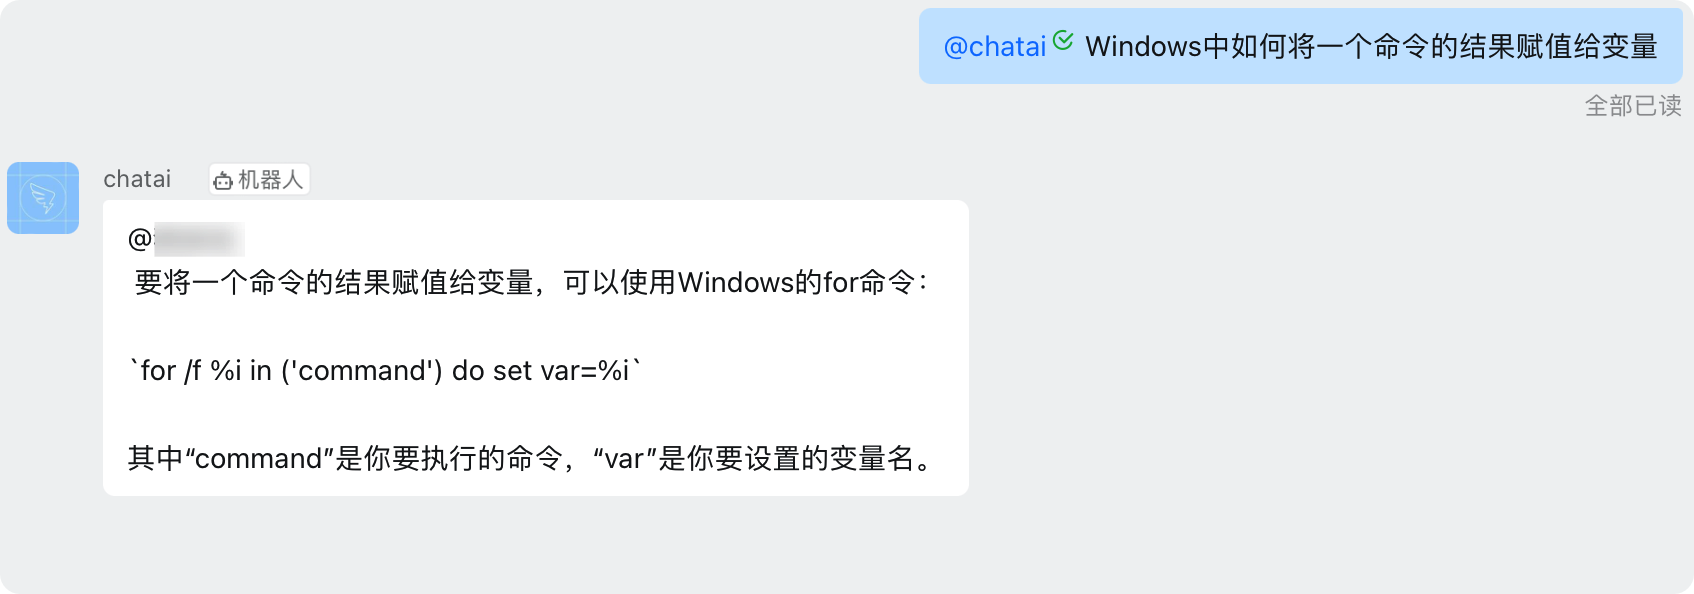 @chatai Windows中如何将一个命令的结果赋值给变量
全部已读
chatai 机器人
@
要将一个命令的结果赋值给变量，可以使用Windows的for命令：
`for /f %i in ('command') do set var=%i`
其中“command”是你要执行的命令，“var”是你要设置的变量名。